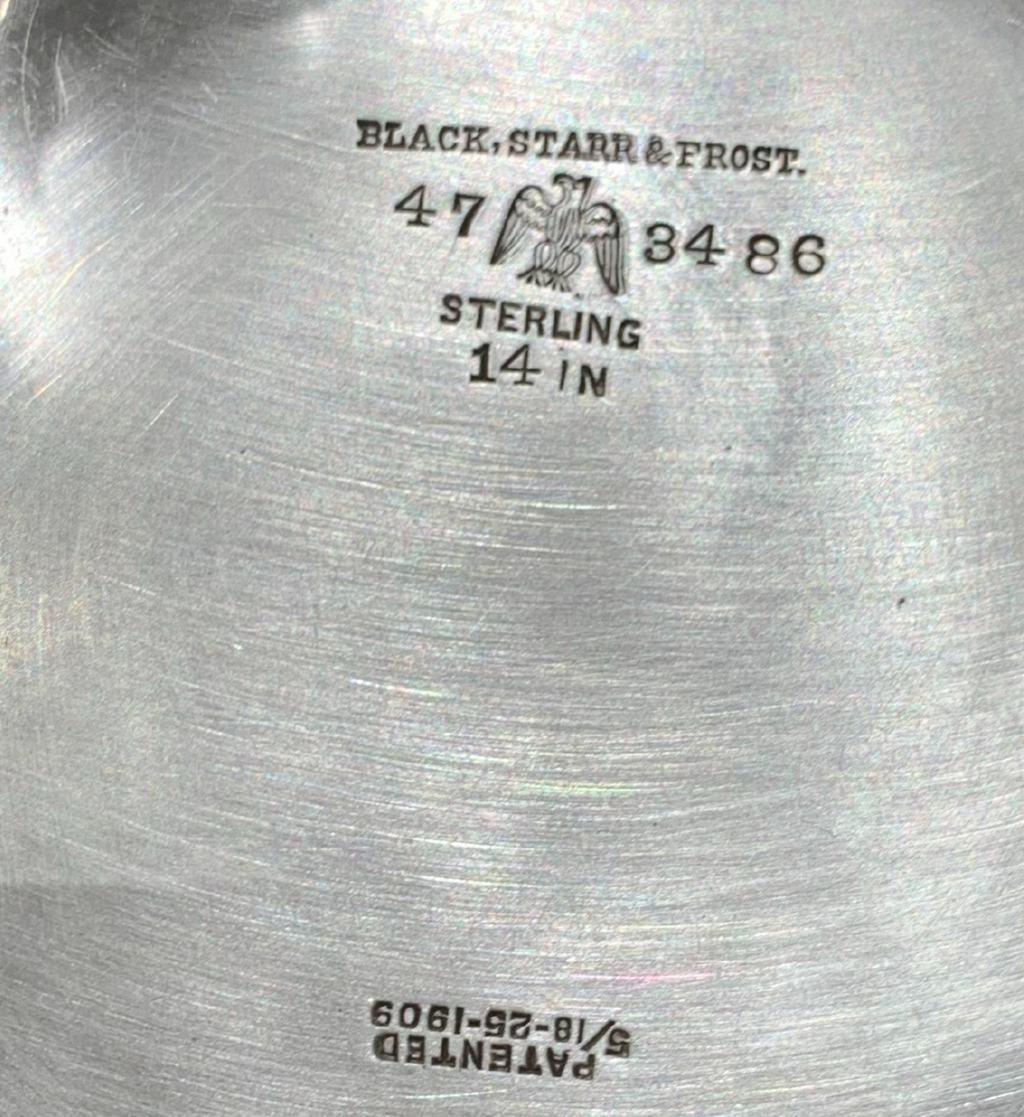 BLACK, STARR & FROST.
47 3486
STERLING
14 IN
PATENTED
5/18-25-1909